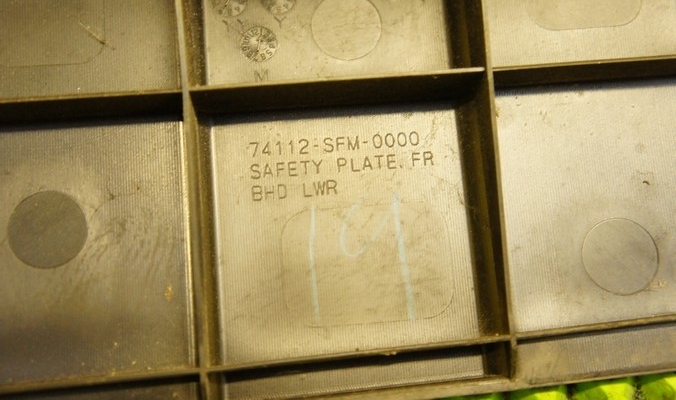 M
74112-SFM-0000
SAFETY PLATE, FR
BHD LWR